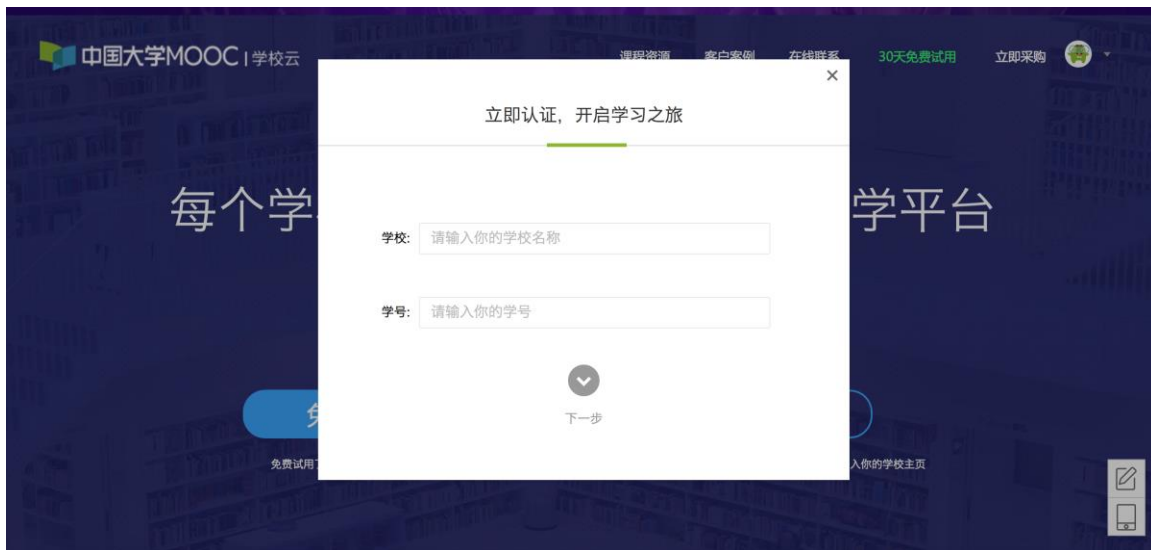 中国大学MOOC | 学校云
课程资源 客户案例 在线联系 30天免费试用 立即采购
立即认证，开启学习之旅
每个学
学平台
学校: 请输入你的学校名称
学号: 请输入你的学号
下一步
免费试用
入你的学校主页